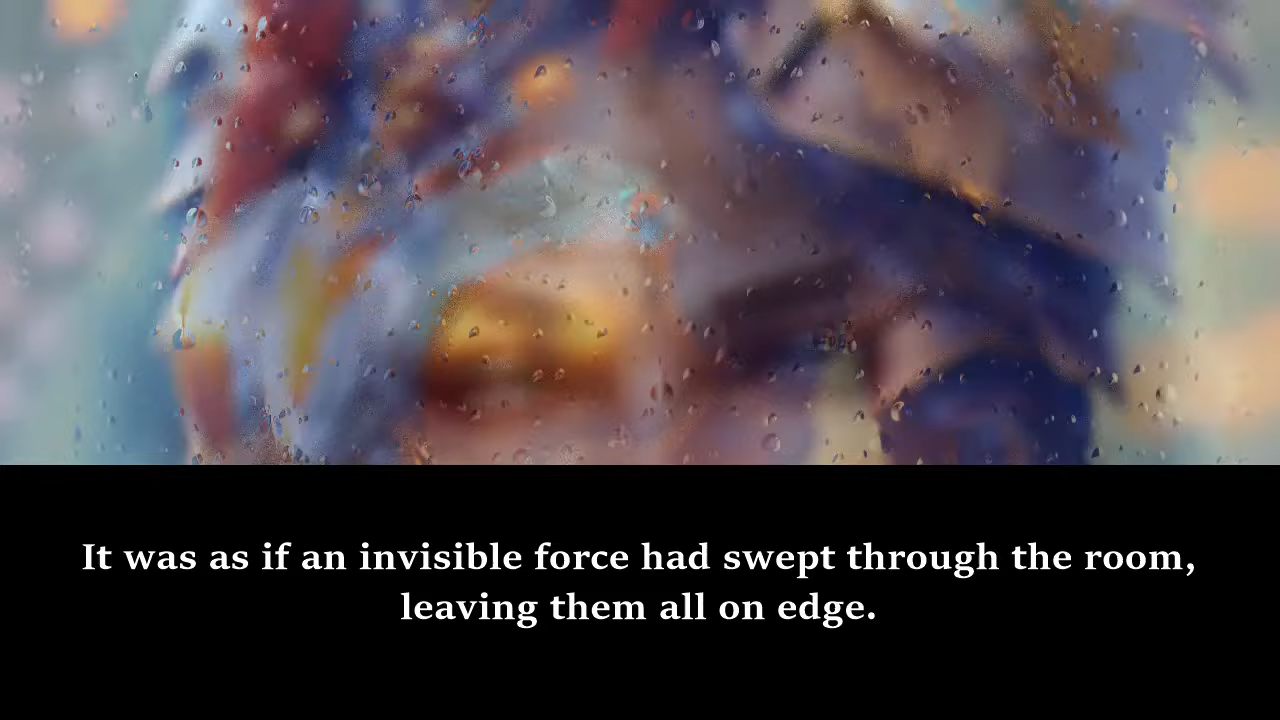 It was as if an invisible force had swept through the room,
leaving them all on edge.